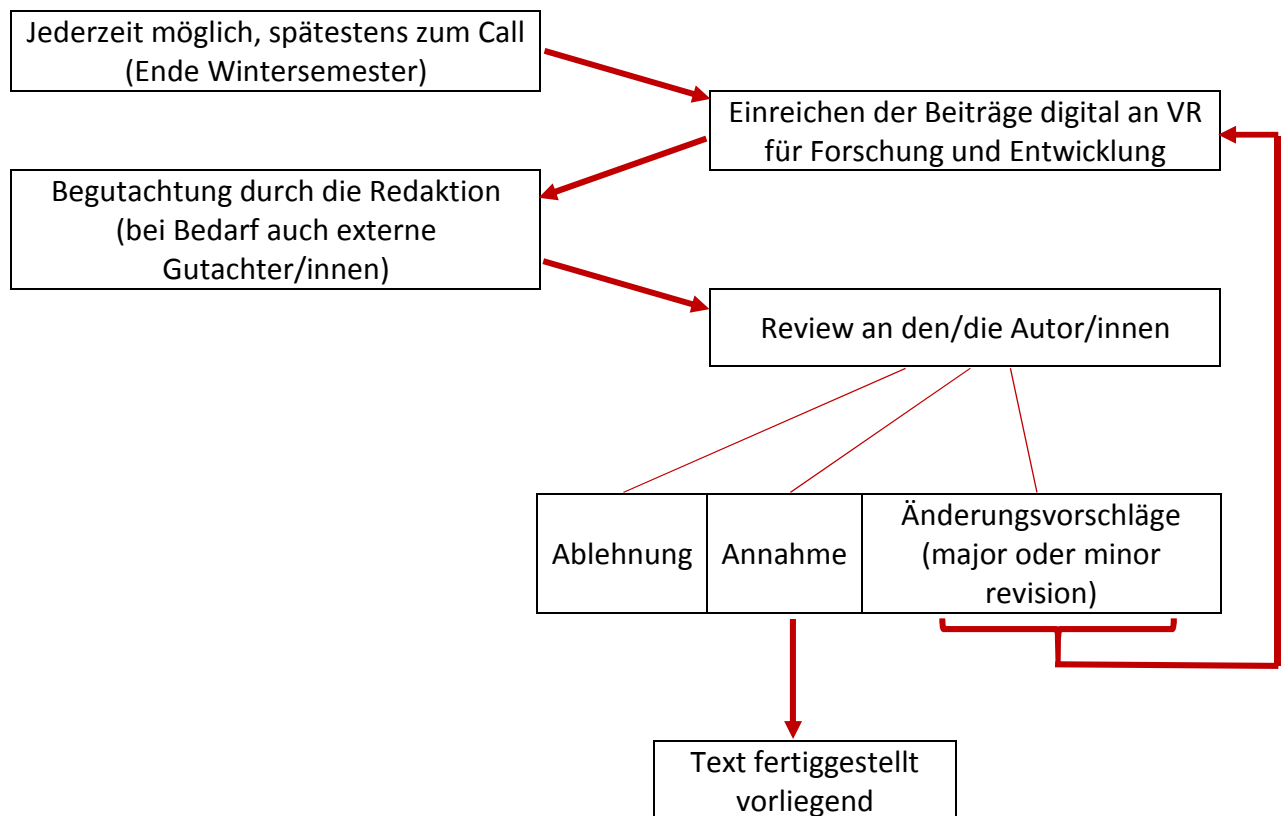 Jederzeit möglich, spätestens zum Call
(Ende Wintersemester)
Einreichen der Beiträge digital an VR
für Forschung und Entwicklung
Begutachtung durch die Redaktion
(bei Bedarf auch externe
Gutachter/innen)
Review an den/die Autor/innen
Ablehnung
Annahme
Änderungsvorschläge
(major oder minor
revision)
Text fertiggestellt
vorliegend